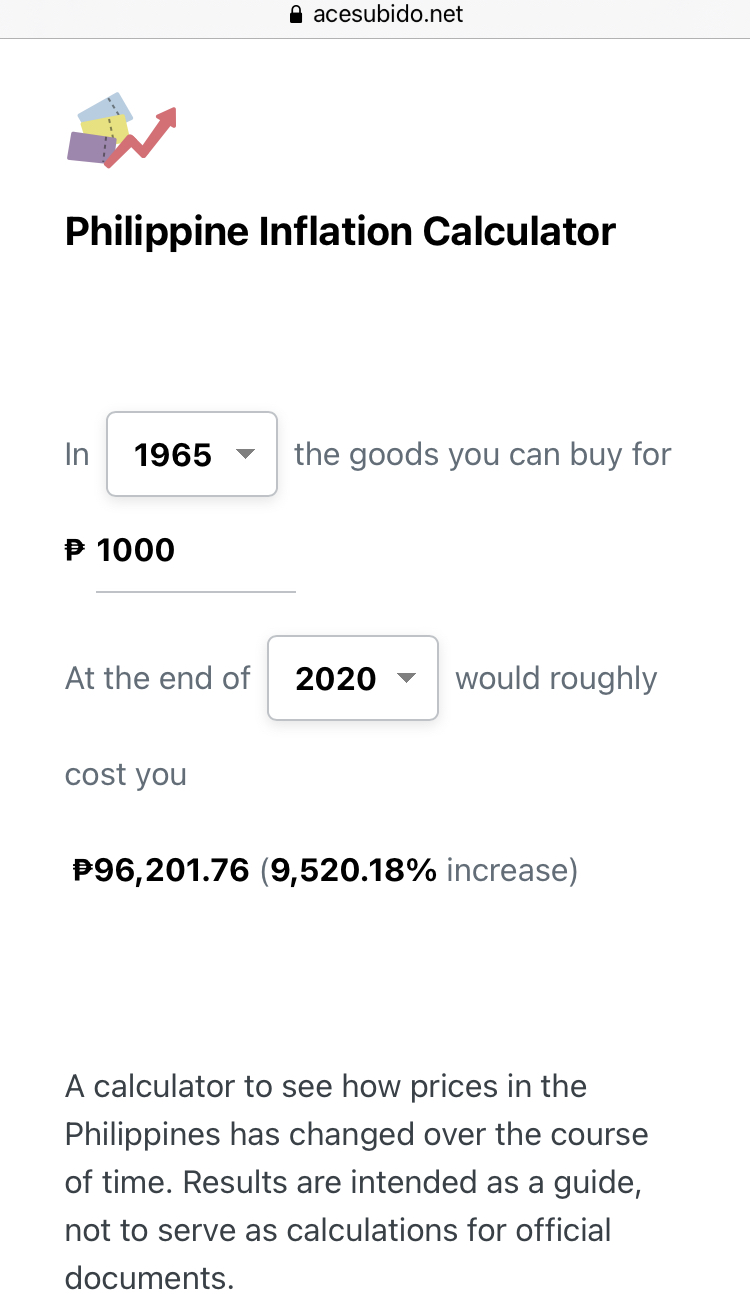 acesubido.net
Philippine Inflation Calculator
In 1965 the goods you can buy for
₱ 1000
At the end of 2020 would roughly
cost you
₱96,201.76 (9,520.18% increase)
A calculator to see how prices in the
Philippines has changed over the course
of time. Results are intended as a guide,
not to serve as calculations for official
documents.